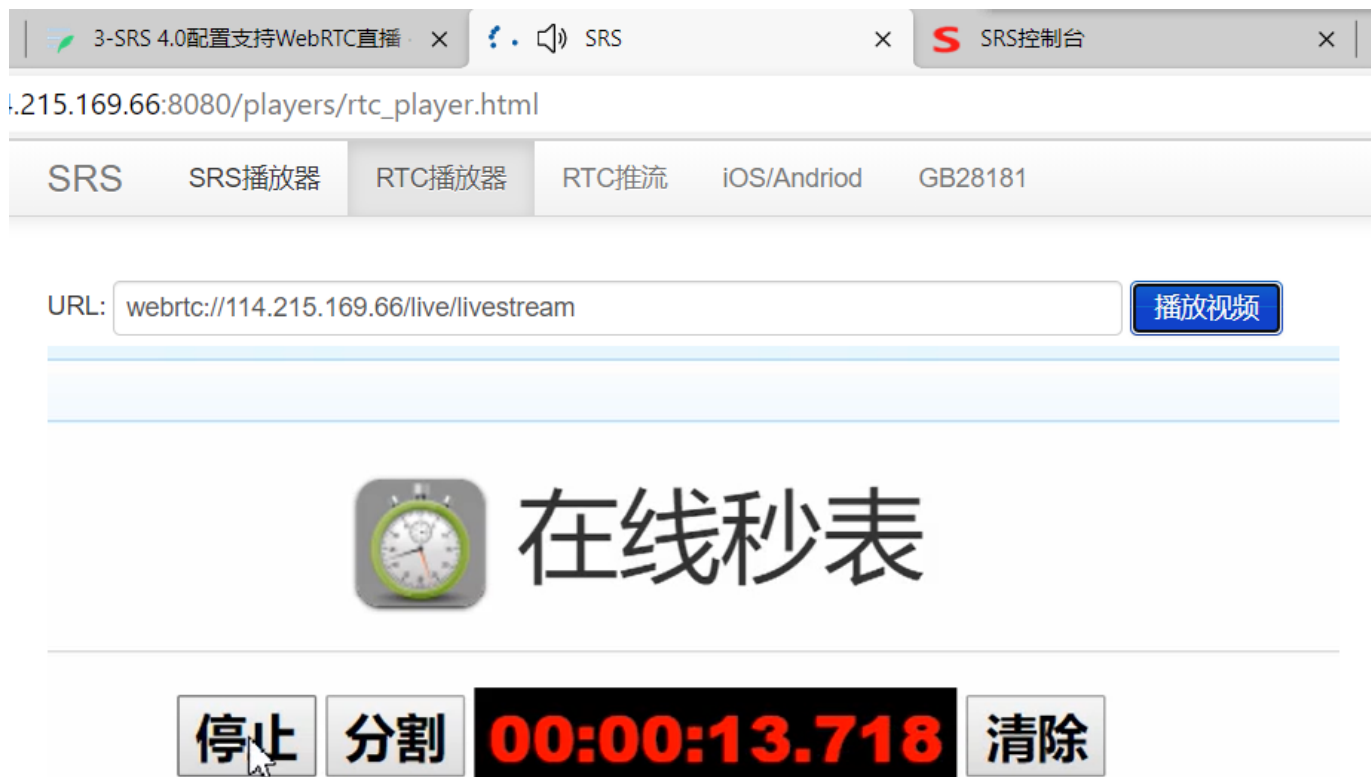 3-SRS 4.0配置支持WebRTC直播 · SRS SRS控制台
.215.169.66:8080/players/rtc_player.html
SRS SRS播放器 RTC播放器 RTC推流 iOS/Andriod GB28181
URL: webrtc://114.215.169.66/live/livestream 播放视频
在线秒表
停止 分割 00:00:13.718 清除